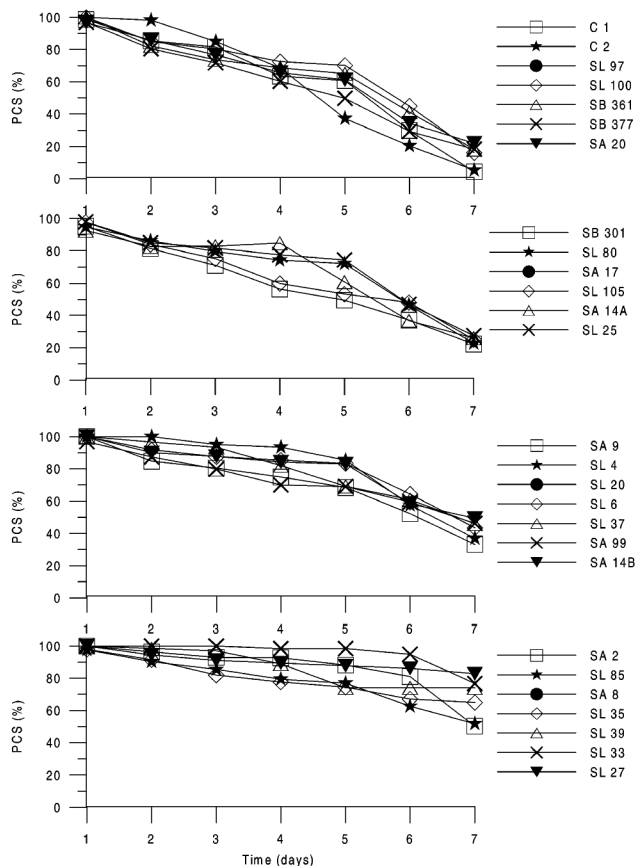 100
80
60
40
20
0
PCS (%)
1 2 3 4 5 6 7
C 1
C 2
SL 97
SL 100
SB 361
SB 377
SA 20
100
80
60
40
20
0
PCS (%)
1 2 3 4 5 6 7
SB 301
SL 80
SA 17
SL 105
SA 14A
SL 25
100
80
60
40
20
0
PCS (%)
1 2 3 4 5 6 7
SA 9
SL 4
SL 20
SL 6
SL 37
SA 99
SA 14B
100
80
60
40
20
0
PCS (%)
1 2 3 4 5 6 7
SA 2
SL 85
SA 8
SL 35
SL 39
SL 33
SL 27
Time (days)